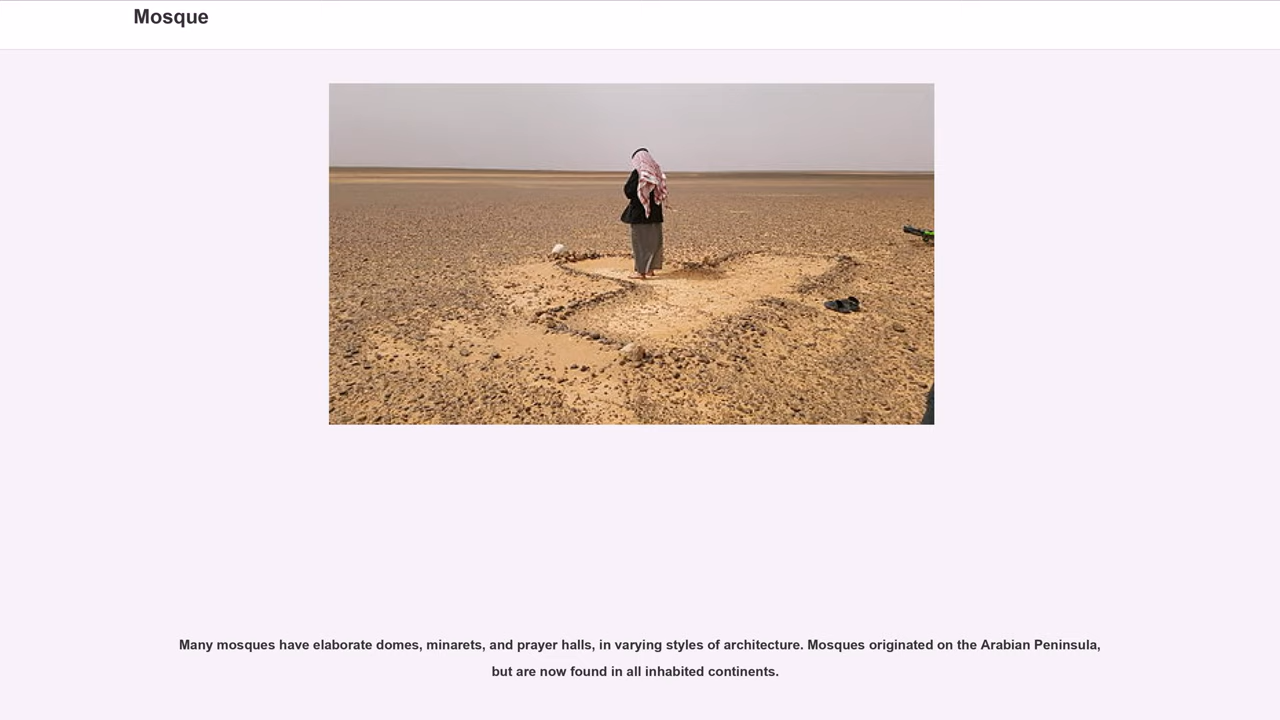 Mosque
Many mosques have elaborate domes, minarets, and prayer halls, in varying styles of architecture. Mosques originated on the Arabian Peninsula,
but are now found in all inhabited continents.